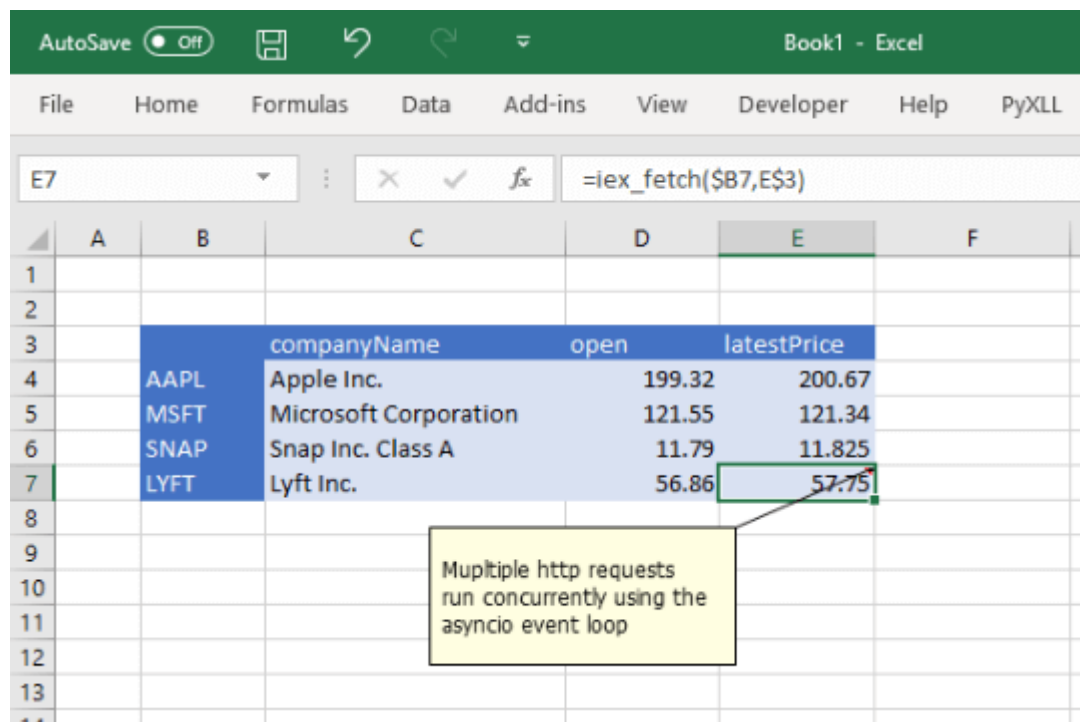 AutoSave Off Book1 - Excel
File Home Formulas Data Add-ins View Developer Help PyXLL
E7 fx =iex_fetch($B7,E$3)
A B C D E F
1
2
3 companyName open latestPrice
4 AAPL Apple Inc. 199.32 200.67
5 MSFT Microsoft Corporation 121.55 121.34
6 SNAP Snap Inc. Class A 11.79 11.825
7 LYFT Lyft Inc. 56.86 57.75
8
9
Mupltiple http requests
10
run concurrently using the
11
asyncio event loop
12
13